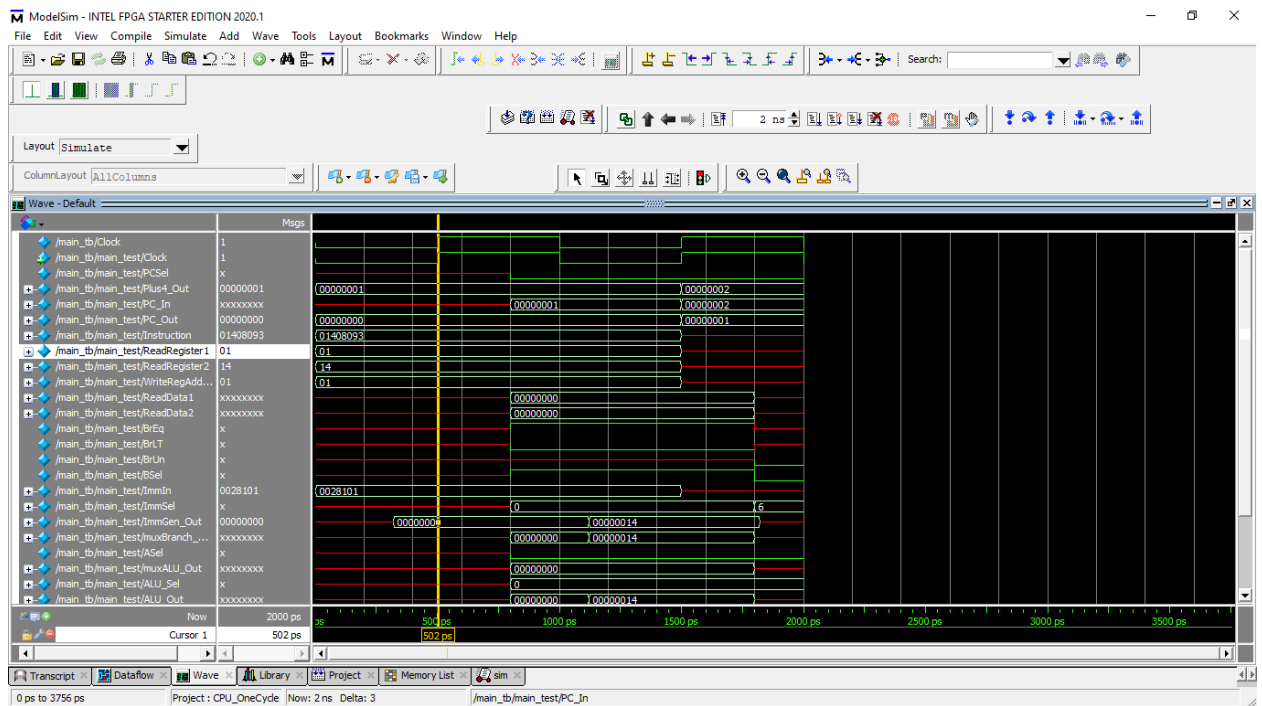 ModelSim - INTEL FPGA STARTER EDITION 2020.1
File Edit View Compile Simulate Add Wave Tools Layout Bookmarks Window Help
Search:
2 ns
Layout Simulate
ColumnLayout AllColumns
Wave - Default
Msgs
/main_tb/Clock 1
/main_tb/main_test/Clock 1
/main_tb/main_test/PCSel x
/main_tb/main_test/Plus4_Out 00000001 00000001 00000002
/main_tb/main_test/PC_In xxxxxxxx 00000001 00000002
/main_tb/main_test/PC_Out 00000000 00000000 00000001
/main_tb/main_test/Instruction 01408093 01408093
/main_tb/main_test/ReadRegister1 01 01
/main_tb/main_test/ReadRegister2 14 14
/main_tb/main_test/WriteRegAdd... 01 01
/main_tb/main_test/ReadData1 xxxxxxxx 00000000
/main_tb/main_test/ReadData2 xxxxxxxx 00000000
/main_tb/main_test/BrEq x
/main_tb/main_test/BrLT x
/main_tb/main_test/BrUn x
/main_tb/main_test/BSel x
/main_tb/main_test/ImmIn 0028101 0028101
/main_tb/main_test/ImmSel x 0 6
/main_tb/main_test/ImmGen_Out 00000000 00000000 00000014
/main_tb/main_test/muxBranch_... xxxxxxxx 00000000 00000014
/main_tb/main_test/ASel x
/main_tb/main_test/muxALU_Out xxxxxxxx 00000000
/main_tb/main_test/ALU_Sel x 0
/main_tb/main_test/ALU_Out xxxxxxxx 00000000 00000014
Now 2000 ps ps 500 ps 1000 ps 1500 ps 2000 ps 2500 ps 3000 ps 3500 ps
Cursor 1 502 ps 502 ps
Transcript Dataflow Wave Library Project Memory List sim
0 ps to 3756 ps Project : CPU_OneCycle Now: 2 ns Delta: 3 /main_tb/main_test/PC_In